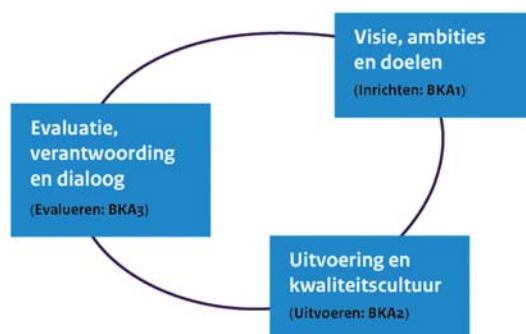 Visie, ambities
en doelen
(Inrichten: BKA1)
Evaluatie,
verantwoording
en dialoog
(Evalueren: BKA3)
Uitvoering en
kwaliteitscultuur
(Uitvoeren: BKA2)